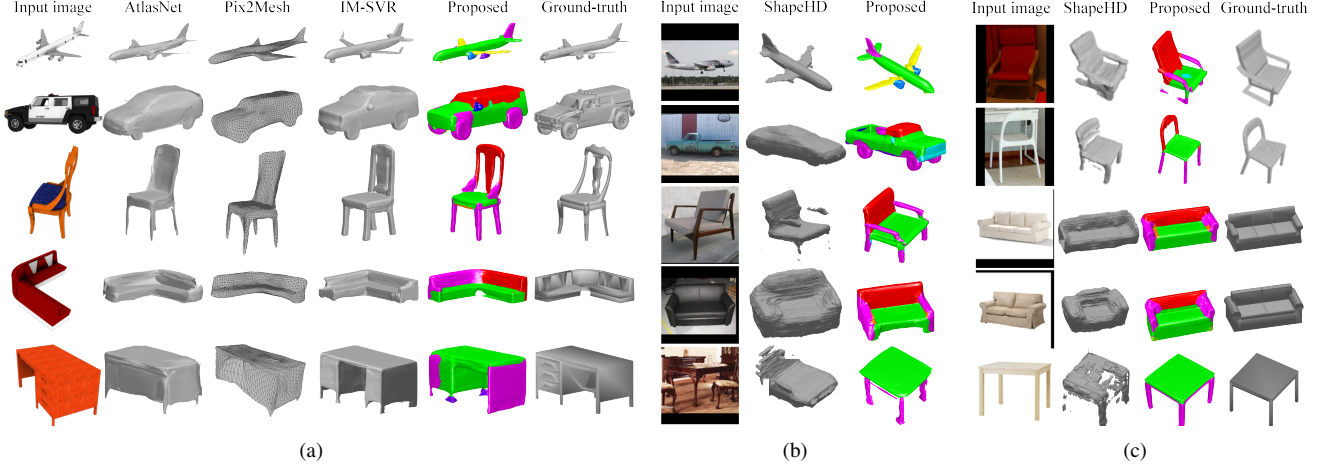 Input image AtlasNet Pix2Mesh IM-SVR Proposed Ground-truth
Input image ShapeHD Proposed
Input image ShapeHD Proposed Ground-truth
(a)
(b)
(c)